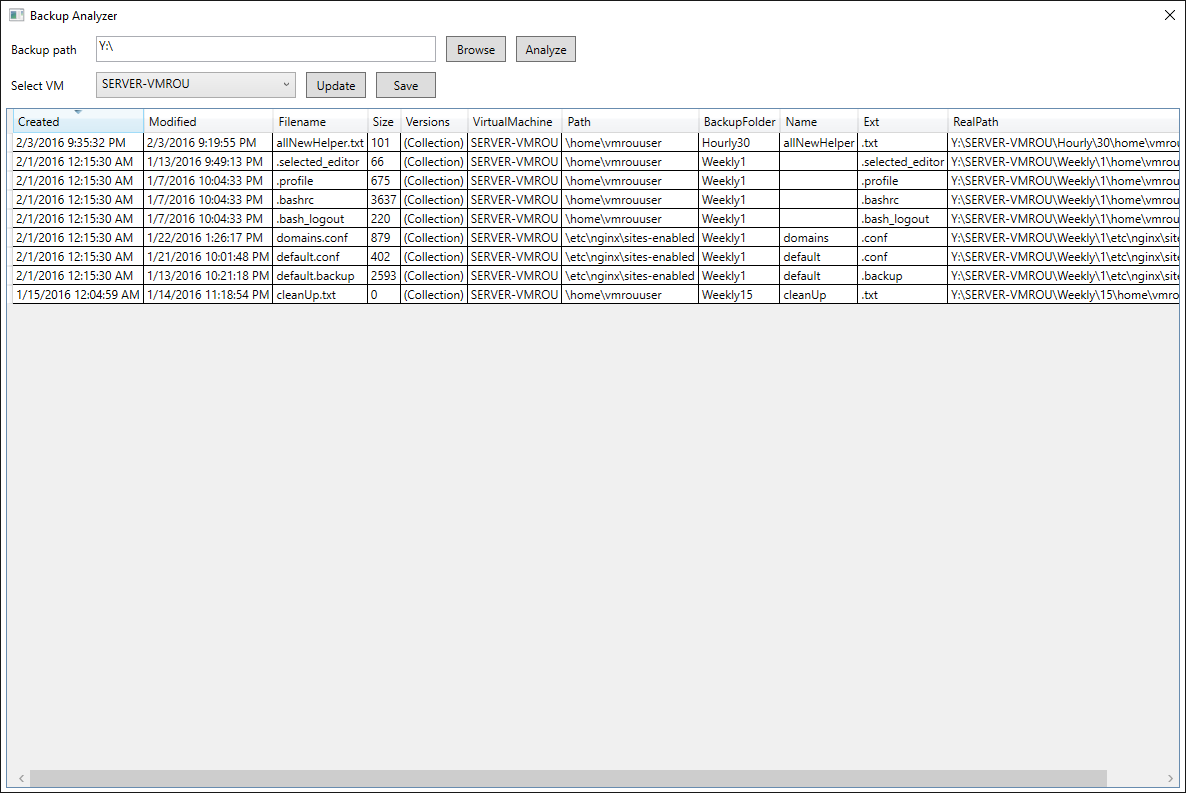 Backup Analyzer
Backup path Y:\ Browse Analyze
Select VM SERVER-VMROU Update Save
Created Modified Filename Size Versions VirtualMachine Path BackupFolder Name Ext RealPath
2/3/2016 9:35:32 PM 2/3/2016 9:19:55 PM allNewHelper.txt 101 (Collection) SERVER-VMROU \home\vmrouuser Hourly30 allNewHelper .txt Y:\SERVER-VMROU\Hourly\30\home\vmrou
2/1/2016 12:15:30 AM 1/13/2016 9:49:13 PM .selected_editor 66 (Collection) SERVER-VMROU \home\vmrouuser Weekly1 .selected_editor Y:\SERVER-VMROU\Weekly\1\home\vmrou
2/1/2016 12:15:30 AM 1/7/2016 10:04:33 PM .profile 675 (Collection) SERVER-VMROU \home\vmrouuser Weekly1 .profile Y:\SERVER-VMROU\Weekly\1\home\vmrou
2/1/2016 12:15:30 AM 1/7/2016 10:04:33 PM .bashrc 3637 (Collection) SERVER-VMROU \home\vmrouuser Weekly1 .bashrc Y:\SERVER-VMROU\Weekly\1\home\vmrou
2/1/2016 12:15:30 AM 1/7/2016 10:04:33 PM .bash_logout 220 (Collection) SERVER-VMROU \home\vmrouuser Weekly1 .bash_logout Y:\SERVER-VMROU\Weekly\1\home\vmrou
2/1/2016 12:15:30 AM 1/22/2016 1:26:17 PM domains.conf 879 (Collection) SERVER-VMROU \etc\nginx\sites-enabled Weekly1 domains .conf Y:\SERVER-VMROU\Weekly\1\etc\nginx\site
2/1/2016 12:15:30 AM 1/21/2016 10:01:48 PM default.conf 402 (Collection) SERVER-VMROU \etc\nginx\sites-enabled Weekly1 default .conf Y:\SERVER-VMROU\Weekly\1\etc\nginx\site
2/1/2016 12:15:30 AM 1/13/2016 10:21:18 PM default.backup 2593 (Collection) SERVER-VMROU \etc\nginx\sites-enabled Weekly1 default .backup Y:\SERVER-VMROU\Weekly\1\etc\nginx\site
1/15/2016 12:04:59 AM 1/14/2016 11:18:54 PM cleanUp.txt 0 (Collection) SERVER-VMROU \home\vmrouuser Weekly15 cleanUp .txt Y:\SERVER-VMROU\Weekly\15\home\vmro